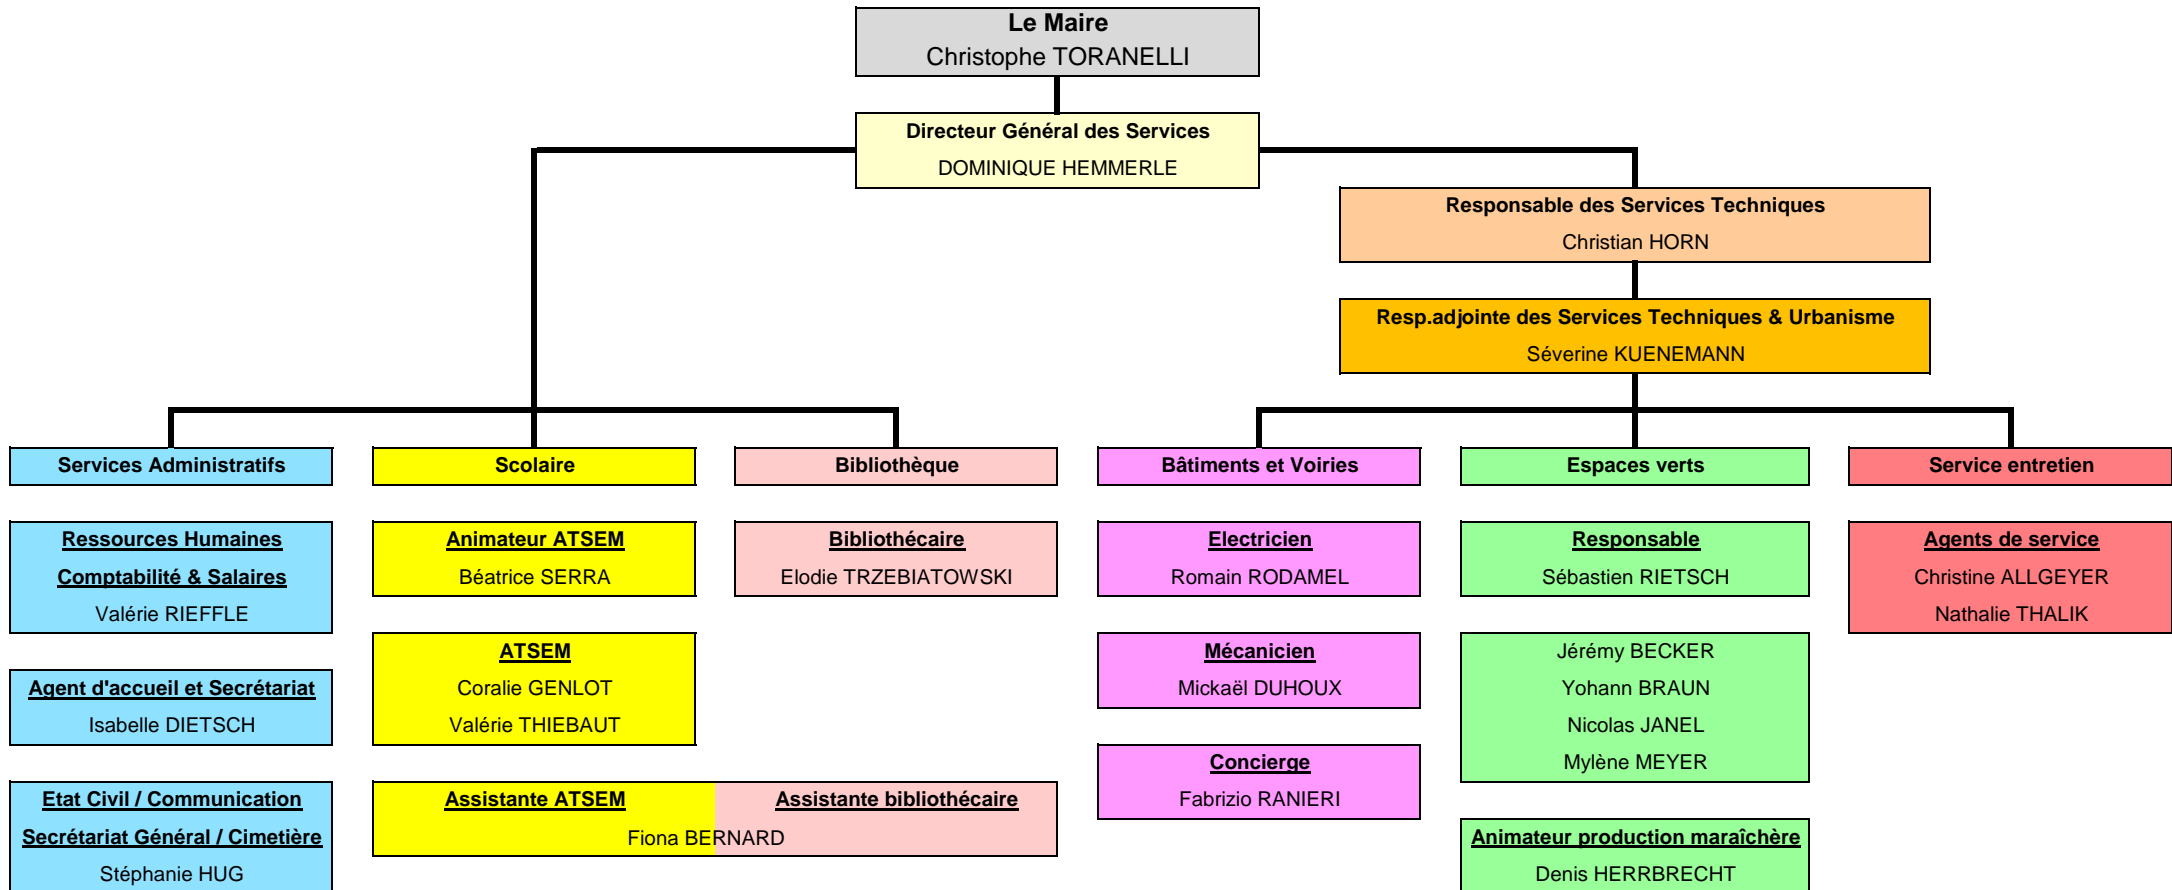 Le Maire
Christophe TORANELLI
Directeur Général des Services
DOMINIQUE HEMMERLE
Responsable des Services Techniques
Christian HORN
Resp.adjointe des Services Techniques & Urbanisme
Séverine KUENEMANN
Services Administratifs
Ressources Humaines
Comptabilité & Salaires
Valérie RIEFFLE
Agent d'accueil et Secrétariat
Isabelle DIETSCH
Etat Civil / Communication
Secrétariat Général / Cimetière
Stéphanie HUG
Scolaire
Animateur ATSEM
Béatrice SERRA
ATSEM
Coralie GENLOT
Valérie THIEBAUT
Bibliothèque
Bibliothécaire
Elodie TRZEBIATOWSKI
Assistante ATSEM
Assistante bibliothécaire
Fiona BERNARD
Bâtiments et Voiries
Electricien
Romain RODAMEL
Mécanicien
Mickaël DUHOUX
Concierge
Fabrizio RANIERI
Espaces verts
Responsable
Sébastien RIETSCH
Jérémy BECKER
Yohann BRAUN
Nicolas JANEL
Mylène MEYER
Animateur production maraîchère
Denis HERRBRECHT
Service entretien
Agents de service
Christine ALLGEYER
Nathalie THALIK